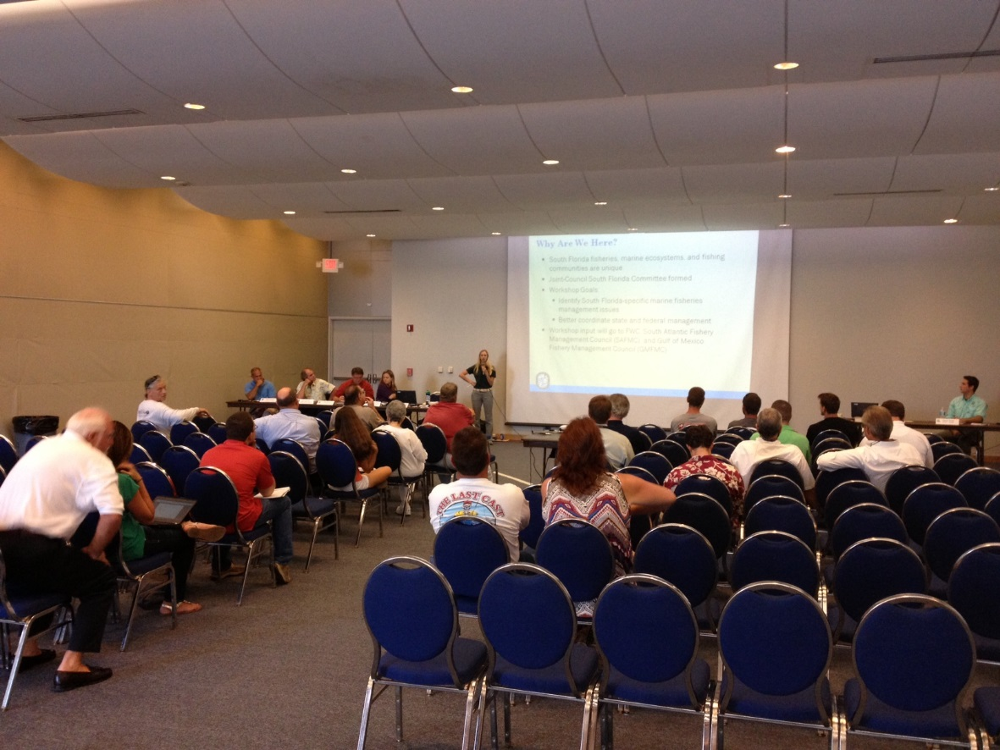 EXIT
Why Are We Here?
South Florida fisheries, marine ecosystems, and fishing
communities are unique
Joint-Council South Florida Committee formed
Workshop Goals:
Identify South Florida-specific marine fisheries
management issues
Better coordinate state and federal management
Workshop input will go to FWC, South Atlantic Fishery
Management Council (SAFMC), and Gulf of Mexico
Fishery Management Council (GMFMC)
THE LAST CAST